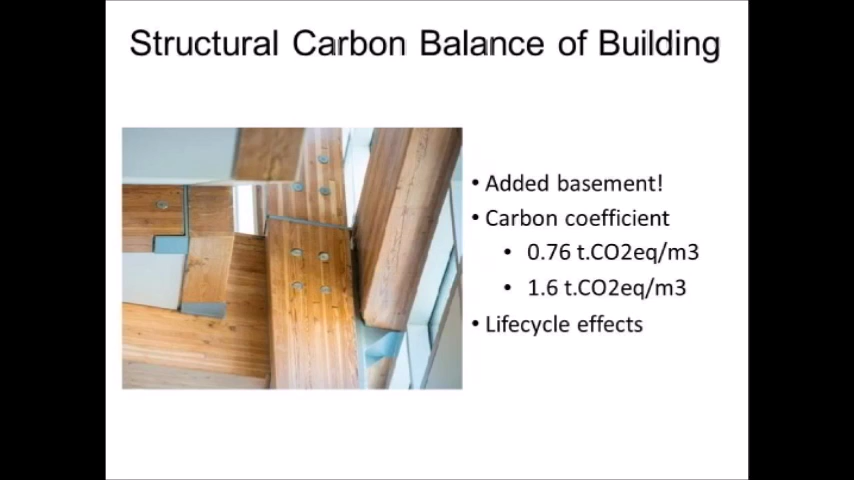 Structural Carbon Balance of Building
• Added basement!
• Carbon coefficient
• 0.76 t.CO2eq/m3
• 1.6 t.CO2eq/m3
• Lifecycle effects